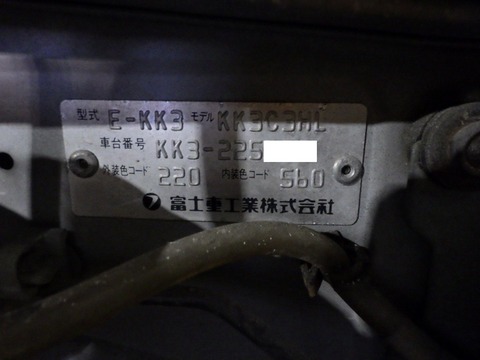 型式 E-KK3 モデル KK3C3HL
車台番号 KK3-225
外装色コード 220 内装色コード 560
富士重工業株式会社